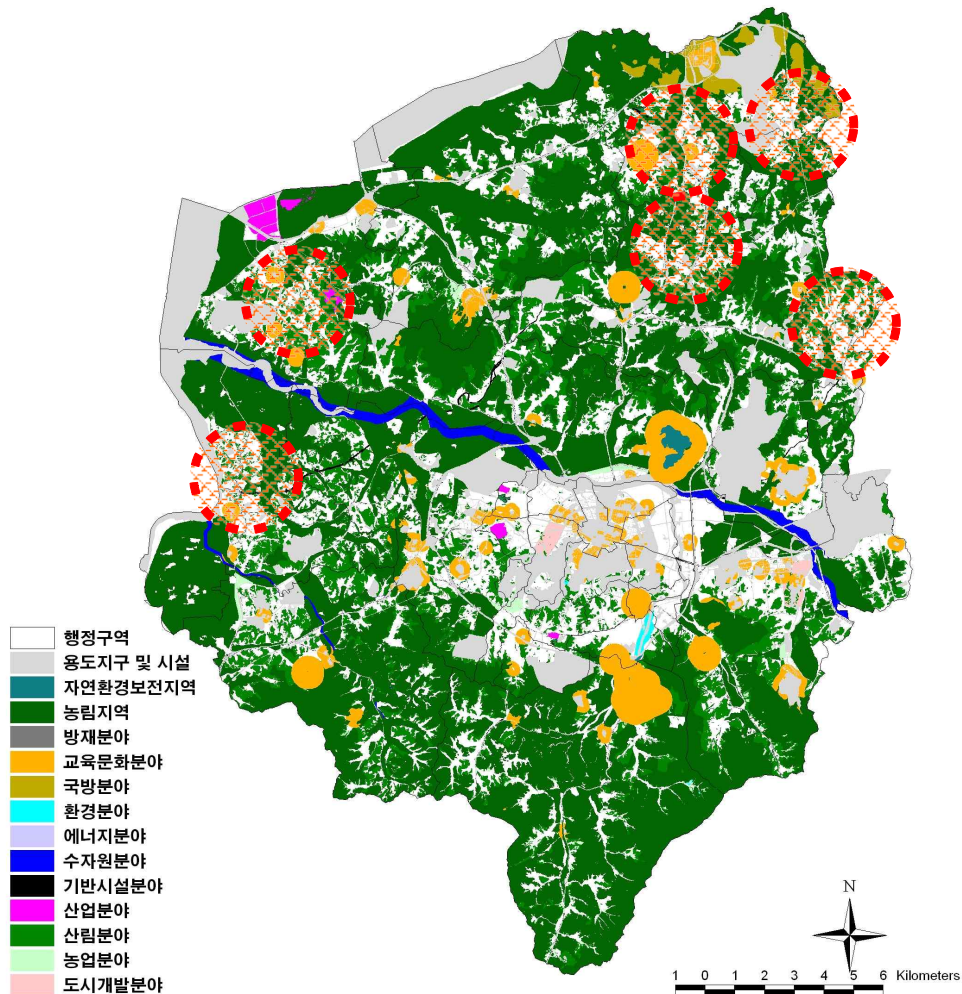 행정구역
용도지구 및 시설
자연환경보전지역
농림지역
방재분야
교육문화분야
국방분야
환경분야
에너지분야
수자원분야
기반시설분야
산업분야
산림분야
농업분야
도시개발분야
N
1 0 1 2 3 4 5 6 Kilometers